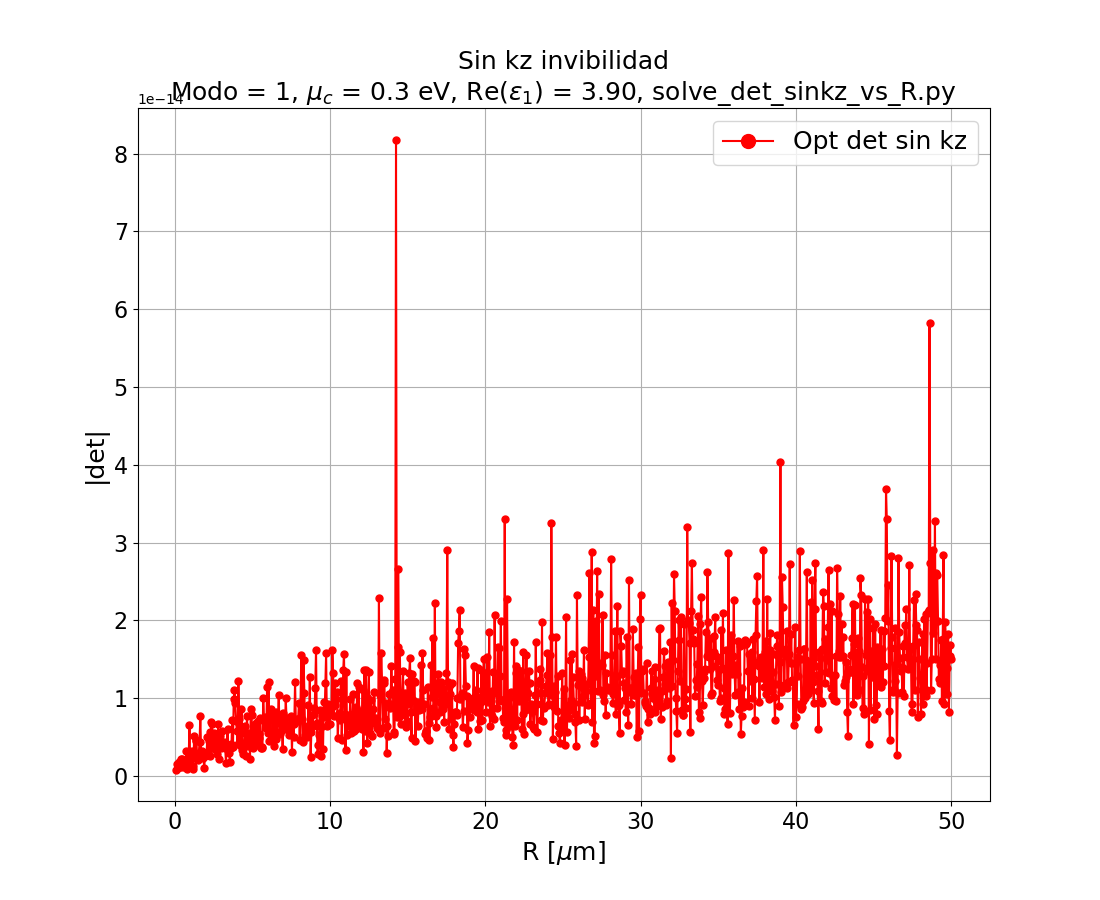 Sin kz invibilidad
Modo = 1, μc = 0.3 eV, Re(ε1) = 3.90, solve_det_sinkz_vs_R.py
1e−14
Opt det sin kz
8
7
6
5
4
3
2
1
0
|det|
0 10 20 30 40 50
R [μm]